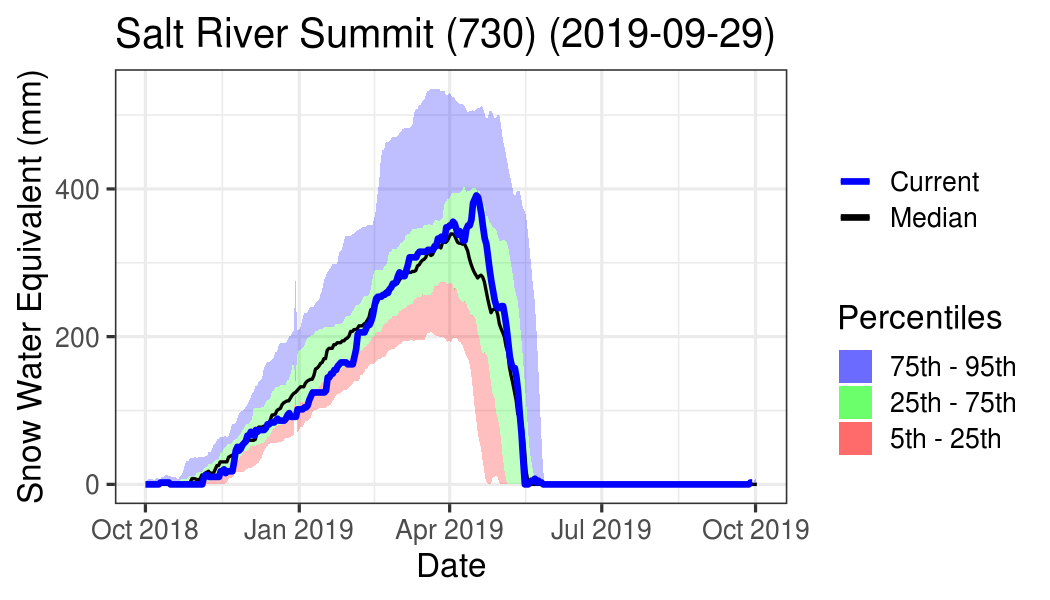 Salt River Summit (730) (2019-09-29)
Snow Water Equivalent (mm)
400
200
0
Oct 2018
Jan 2019
Apr 2019
Jul 2019
Oct 2019
Date
Current
Median
Percentiles
75th - 95th
25th - 75th
5th - 25th